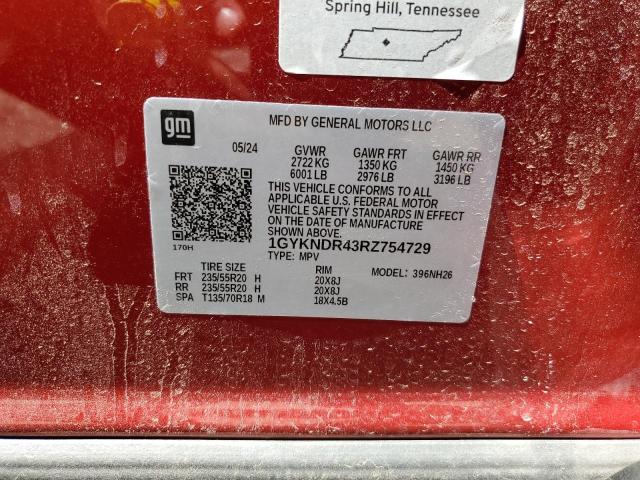 Spring Hill, Tennessee
gm
MFD BY GENERAL MOTORS LLC
05/24 GVWR GAWR FRT GAWR RR
2722 KG 1350 KG 1450 KG
6001 LB 2976 LB 3196 LB
THIS VEHICLE CONFORMS TO ALL
APPLICABLE U.S. FEDERAL MOTOR
VEHICLE SAFETY STANDARDS IN EFFECT
ON THE DATE OF MANUFACTURE
SHOWN ABOVE.
170H 1GYKNDR43RZ754729
TYPE: MPV MODEL: 396NH26
TIRE SIZE RIM
FRT 235/55R20 H 20X8J
RR 235/55R20 H 20X8J
SPA T135/70R18 M 18X4.5B